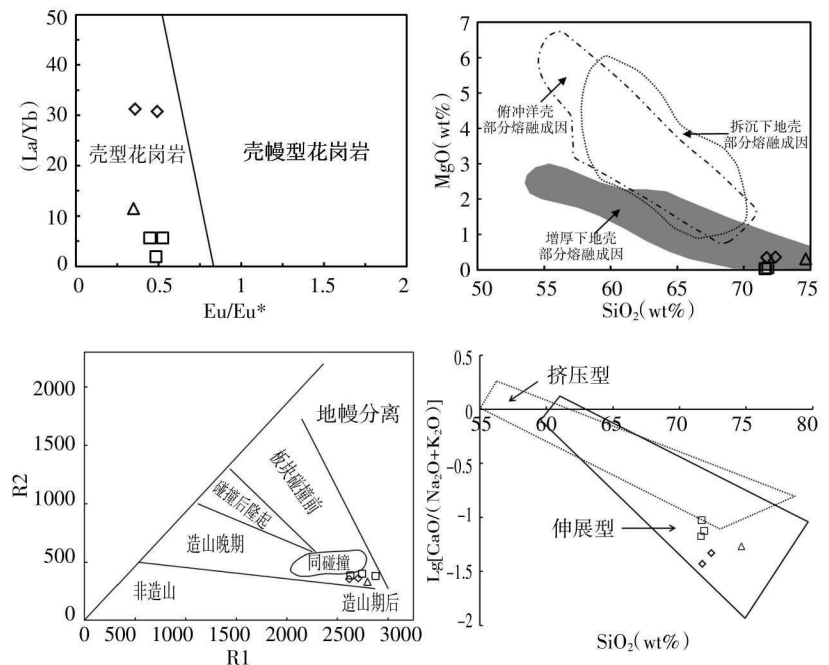 50
40
30
20
10
0
(La/Yb)
壳型花岗岩
壳幔型花岗岩
0 0.5 1 1.5 2
Eu/Eu*
7
6
5
4
3
2
1
0
MgO(wt%)
俯冲洋壳
部分熔融成因
拆沉下地壳
部分熔融成因
增厚下地壳
部分熔融成因
50 55 60 65 70 75
SiO₂(wt%)
2000
1500
1000
500
0
R2
地幔分离
板块碰撞前
碰撞后隆起
造山晚期
同碰撞
非造山
造山期后
0 500 1000 1500 2000 2500 3000
R1
0.5
0
-0.5
-1
-1.5
-2
Lg[CaO/(Na₂O+K₂O)]
挤压型
55 60 65 70 75 80
伸展型
SiO₂(wt%)